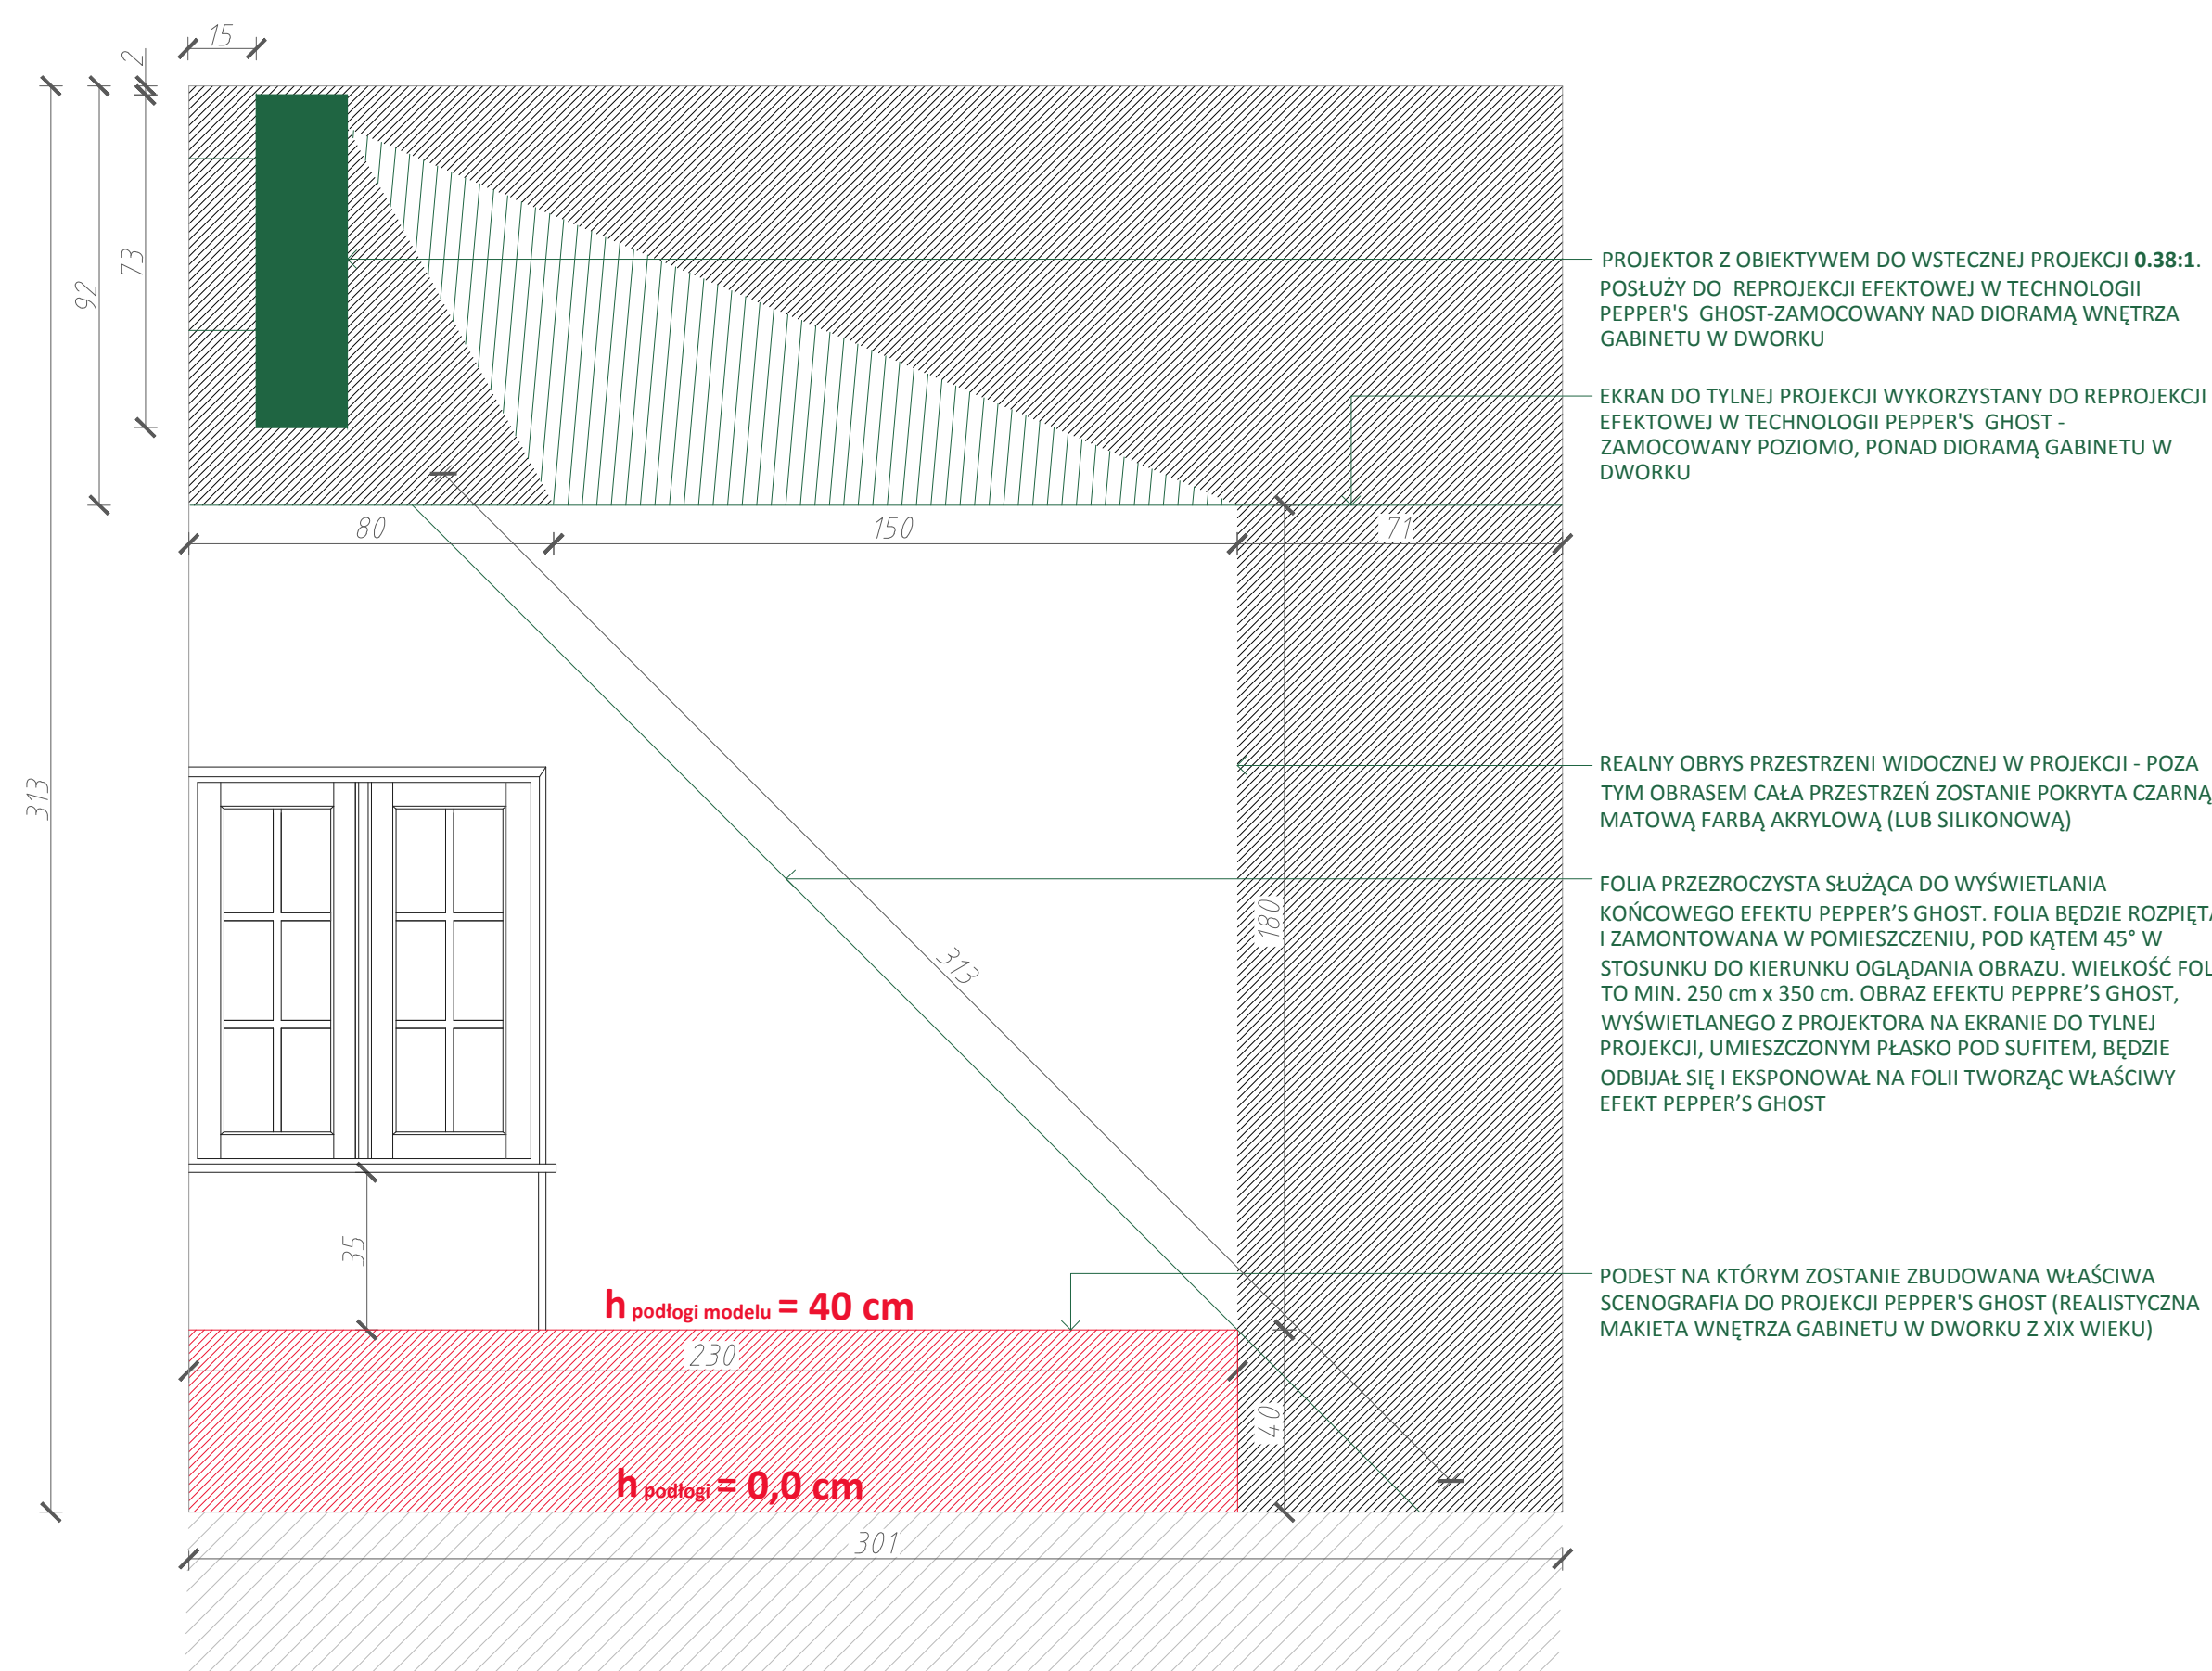 15
2
73
92
313
PROJEKTOR Z OBIEKTYWEM DO WSTECZNEJ PROJEKCJI 0.38:1.
POSŁUŻY DO REPROJEKCJI EFEKTOWEJ W TECHNOLOGII
PEPPER'S GHOST-ZAMOCOWANY NAD DIORAMĄ WNĘTRZA
GABINETU W DWORKU
EKRAN DO TYLNEJ PROJEKCJI WYKORZYSTANY DO REPROJEKCJI
EFEKTOWEJ W TECHNOLOGII PEPPER'S GHOST -
ZAMOCOWANY POZIOMO, PONAD DIORAMĄ GABINETU W
DWORKU
80
150
71
REALNY OBRYS PRZESTRZENI WIDOCZNEJ W PROJEKCJI - POZA
TYM OBRASEM CAŁA PRZESTRZEŃ ZOSTANIE POKRYTA CZARNĄ
MATOWĄ FARBĄ AKRYLOWĄ (LUB SILIKONOWĄ)
FOLIA PRZEZROCZYSTA SŁUŻĄCA DO WYŚWIETLANIA
KOŃCOWEGO EFEKTU PEPPER’S GHOST. FOLIA BĘDZIE ROZPIĘTA
I ZAMONTOWANA W POMIESZCZENIU, POD KĄTEM 45° W
STOSUNKU DO KIERUNKU OGLĄDANIA OBRAZU. WIELKOŚĆ FOL
TO MIN. 250 cm x 350 cm. OBRAZ EFEKTU PEPPRE’S GHOST,
WYŚWIETLANEGO Z PROJEKTORA NA EKRANIE DO TYLNEJ
PROJEKCJI, UMIESZCZONYM PŁASKO POD SUFITEM, BĘDZIE
ODBIJAŁ SIĘ I EKSPONOWAŁ NA FOLII TWORZĄC WŁAŚCIWY
EFEKT PEPPER’S GHOST
180
313
35
PODEST NA KTÓRYM ZOSTANIE ZBUDOWANA WŁAŚCIWA
SCENOGRAFIA DO PROJEKCJI PEPPER'S GHOST (REALISTYCZNA
MAKIETA WNĘTRZA GABINETU W DWORKU Z XIX WIEKU)
h podłogi modelu = 40 cm
230
40
h podłogi = 0,0 cm
301